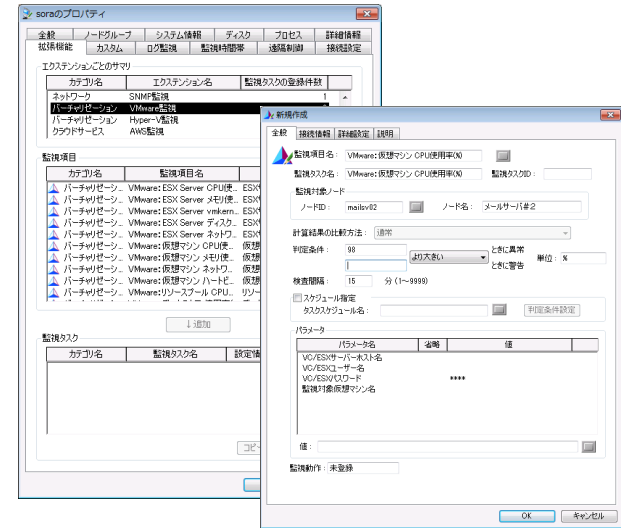 soraのプロパティ
全般 ノードグループ システム情報 ディスク プロセス 詳細情報
拡張機能 カスタム ログ監視 監視時間帯 遠隔制御 接続設定
エクステンションごとのサマリ
カテゴリ名 エクステンション名 監視タスクの登録件数
ネットワーク SNMP監視 1
バーチャリゼーション VMware監視
バーチャリゼーション Hyper-V監視
クラウドサービス AWS監視
監視項目
カテゴリ名 監視項目名
バーチャリゼーシ... VMware:ESX Server CPU(使... ESX
バーチャリゼーシ... VMware:ESX Server メモリ使... ESX
バーチャリゼーシ... VMware:ESX Server vmkern... ESX
バーチャリゼーシ... VMware:ESX Server ディスク... ESX
バーチャリゼーシ... VMware:ESX Server ネットワ... ESX
バーチャリゼーシ... VMware:仮想マシン CPU(使... 仮想
バーチャリゼーシ... VMware:仮想マシン メモリ(使... 仮想
バーチャリゼーシ... VMware:仮想マシン ネットワ... 仮想
バーチャリゼーシ... VMware:仮想マシン ハートビ... 仮想
バーチャリゼーシ... VMware:リソースプール CPU... リソー
↓追加
監視タスク
カテゴリ名 監視タスク名 設定値
コピー
新規作成
全般 接続情報 詳細設定 説明
監視項目名: VMware:仮想マシン CPU使用率(%)
監視タスク名: VMware:仮想マシン CPU使用率(%) 監視タスクID:
監視対象ノード
ノードID: mailsv02 ノード名: メールサーバ#2
計算結果の比較方法: 通常
判定条件: 98 より大きい ときに異常 単位: %
ときに警告
検査間隔: 15 分 (1~9999)
スケジュール指定
タスクスケジュール名: 判定条件設定
パラメータ
パラメータ名 省略 値
VC/ESXサーバーホスト名
VC/ESXユーザー名
VC/ESXパスワード ****
監視対象仮想マシン名
値:
監視動作: 未登録
OK キャンセル